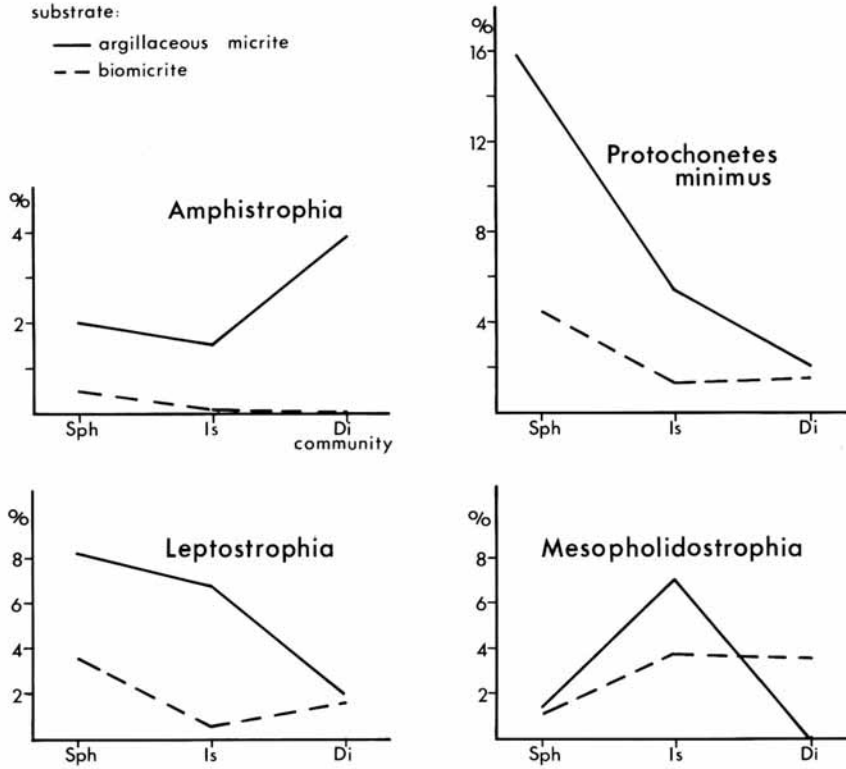 substrate:
argillaceous micrite
biomicrite
%
4
2
Amphistrophia
Sph Is Di
community
%
16
12
8
4
Protochonetes
minimus
Sph Is Di
%
8
6
4
2
Leptostrophia
Sph Is Di
%
8
6
4
2
Mesopholidostrophia
Sph Is Di